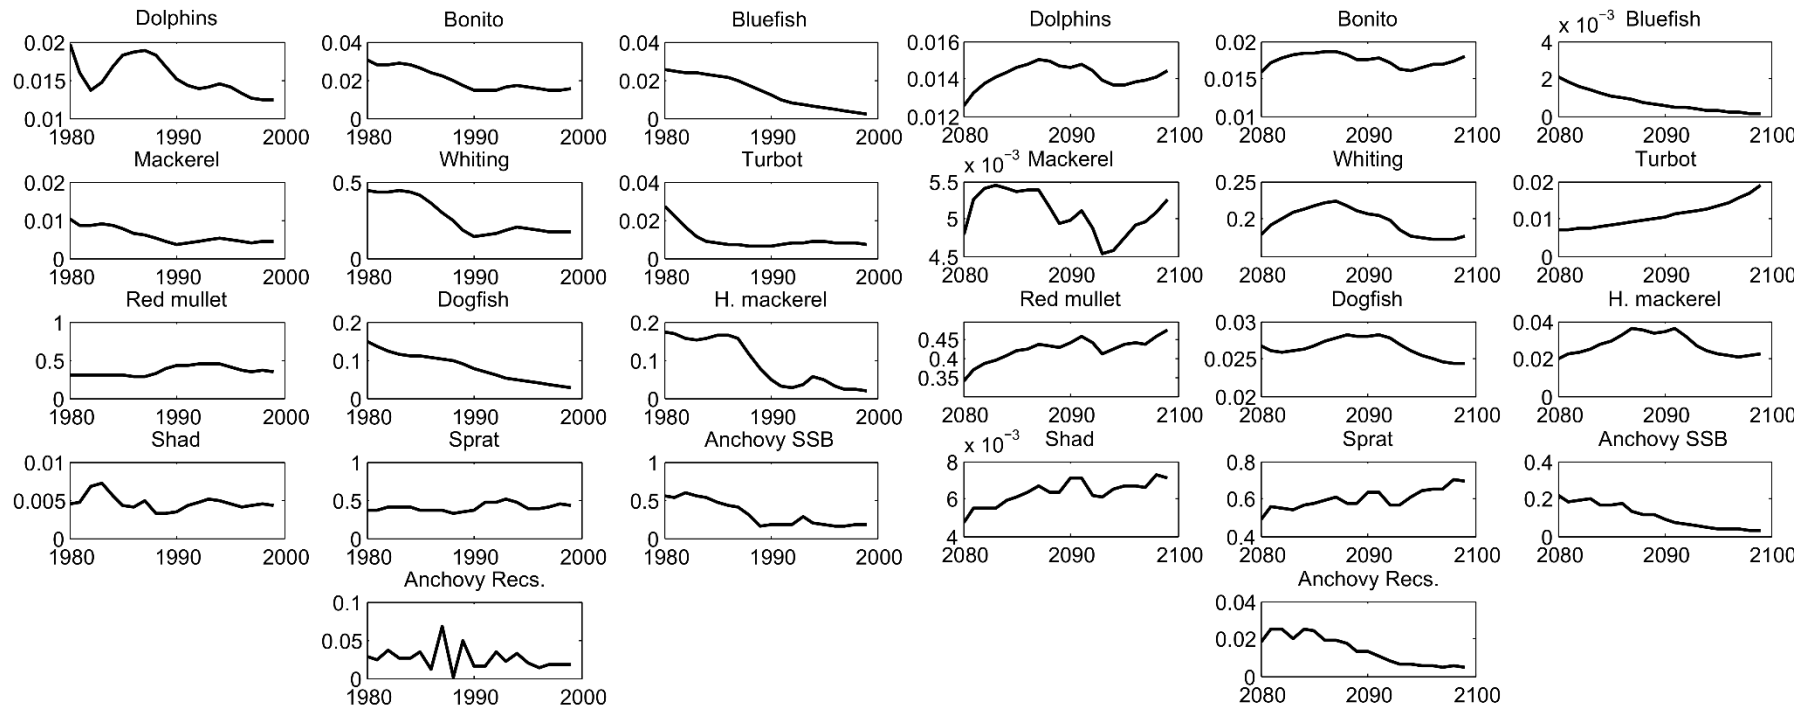 Dolphins Bonito Bluefish Dolphins Bonito x 10−3 Bluefish
0.02 0.04 0.04 0.016 0.02 4
0.015 0.02 0.02 0.014 0.015 2
0.01 0 0 0.012 0.01 0
1980 1990 2000 1980 1990 2000 1980 1990 2000 2080 2090 2100 2080 2090 2100 2080 2090 2100
Mackerel Whiting Turbot x 10−3 Mackerel Whiting Turbot
0.02 0.5 0.04 5.5 0.25 0.02
0.01 0.02 5 0.2 0.01
0 0 0 4.5 0
1980 1990 2000 1980 1990 2000 1980 1990 2000 2080 2090 2100 2080 2090 2100 2080 2090 2100
Red mullet Dogfish H. mackerel Red mullet Dogfish H. mackerel
1 0.2 0.2 0.45 0.03 0.04
0.5 0.1 0.1 0.4 0.025 0.02
0 0 0 0.35 0.02 0
1980 1990 2000 1980 1990 2000 1980 1990 2000 2080 2090 2100 2080 2090 2100 2080 2090 2100
Shad Sprat Anchovy SSB x 10−3 Shad Sprat Anchovy SSB
0.01 1 1 8 0.8 0.4
0.005 0.5 0.5 6 0.6 0.2
0 0 0 4 0.4 0
1980 1990 2000 1980 1990 2000 1980 1990 2000 2080 2090 2100 2080 2090 2100 2080 2090 2100
Anchovy Recs. Anchovy Recs.
0.1 0.04
0.05 0.02
0 0
1980 1990 2000 2080 2090 2100